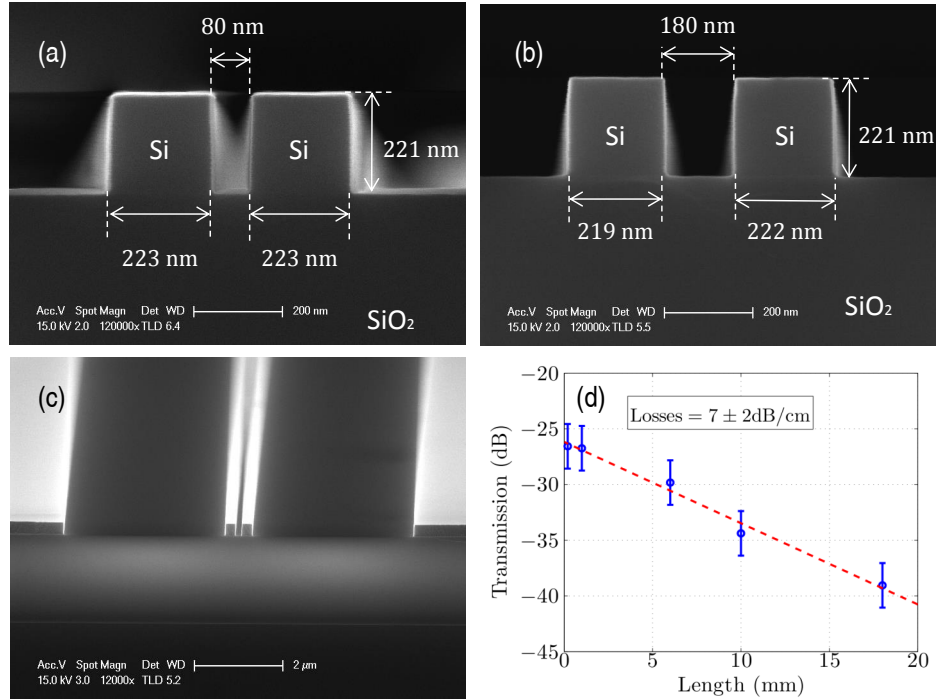 (a)
80 nm
Si
Si
221 nm
223 nm
223 nm
Acc.V Spot Magn Det WD
15.0 kV 2.0 120000x TLD 6.4
200 nm
SiO₂
(b)
180 nm
Si
Si
221 nm
219 nm
222 nm
Acc.V Spot Magn Det WD
15.0 kV 2.0 120000x TLD 5.5
200 nm
SiO₂
(c)
Acc.V Spot Magn Det WD
15.0 kV 3.0 12000x TLD 5.2
2 µm
(d)
Losses = 7 ± 2dB/cm
Transmission (dB)
−20
−25
−30
−35
−40
−45
0
5
10
15
20
Length (mm)